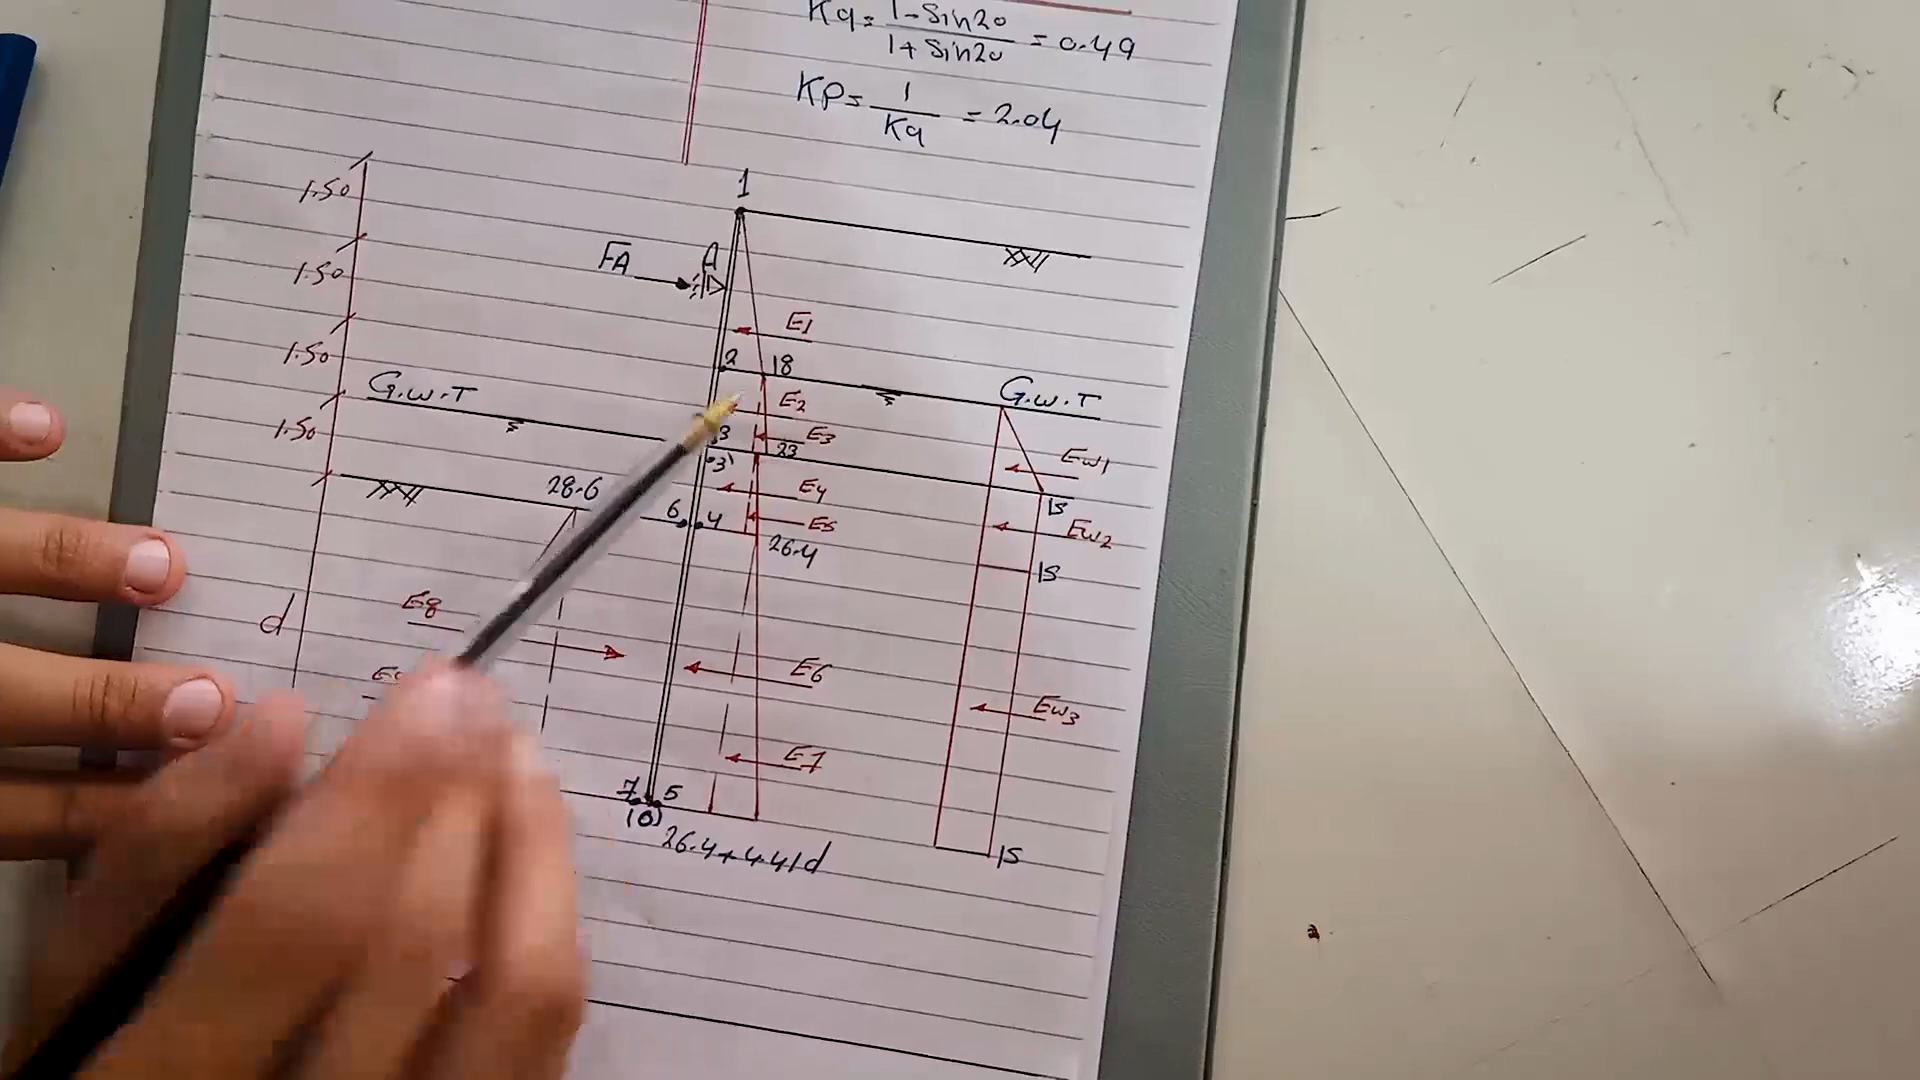 Ka = 1 - Sin20 / 1 + Sin20 = 0.49
Kp = 1 / Ka = 2.04
1
1.50
FA
A
1.50
E1
2
18
1.50
G.W.T
G.W.T
E2
3
E3
23
3'
1.50
Ew1
28.6
E4
15
6
4
E5
Ew2
26.4
15
E8
d
E6
Ew3
E7
7
5
(o)
26.4+4.41d
15